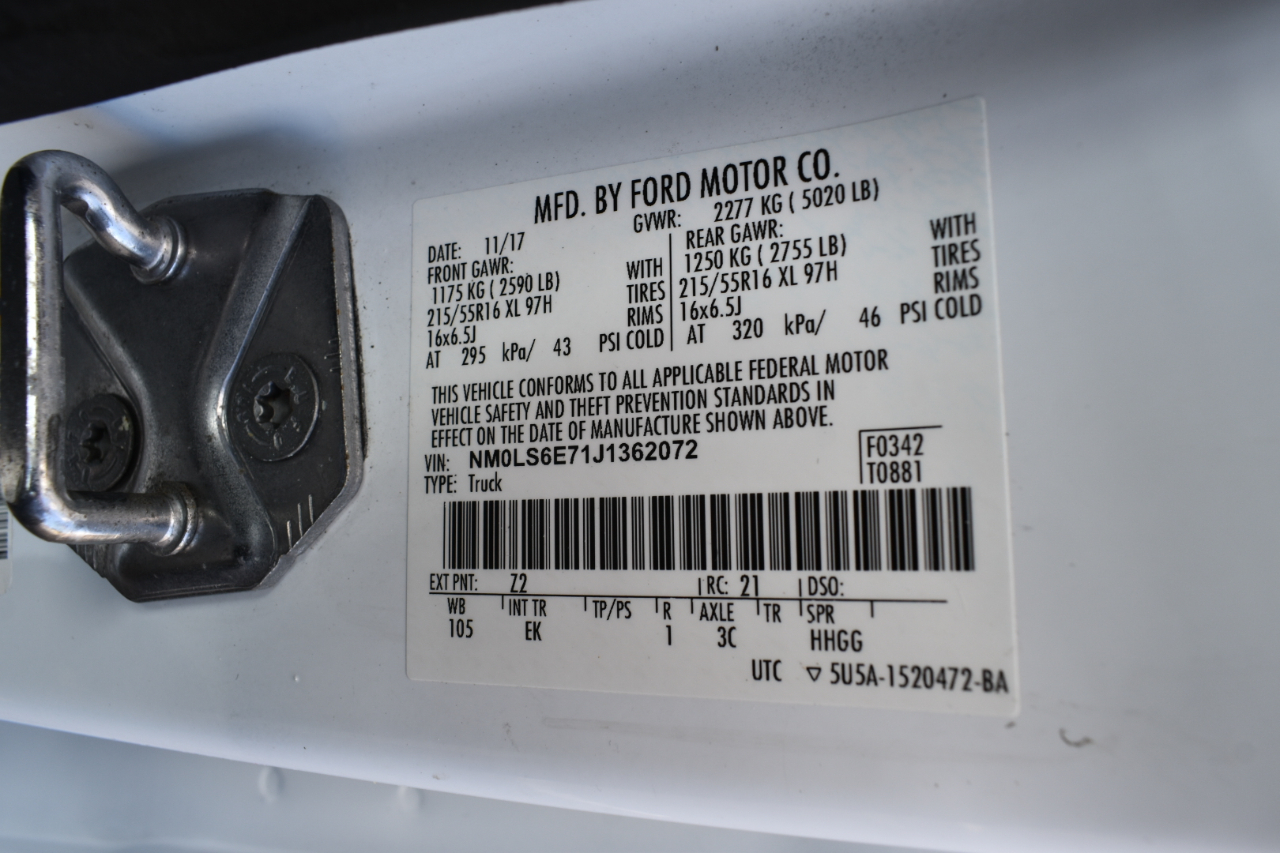 MFD. BY FORD MOTOR CO.
DATE: 11/17
GVWR: 2277 KG ( 5020 LB)
FRONT GAWR:
1175 KG ( 2590 LB) WITH
215/55R16 XL 97H TIRES
16x6.5J RIMS
AT 295 kPa/ 43 PSI COLD
REAR GAWR:
1250 KG ( 2755 LB) WITH
215/55R16 XL 97H TIRES
16x6.5J RIMS
AT 320 kPa/ 46 PSI COLD
THIS VEHICLE CONFORMS TO ALL APPLICABLE FEDERAL MOTOR
VEHICLE SAFETY AND THEFT PREVENTION STANDARDS IN
EFFECT ON THE DATE OF MANUFACTURE SHOWN ABOVE.
VIN: NM0LS6E71J1362072
F0342
TYPE: Truck
T0881
EXT PNT: Z2 RC: 21 DSO:
WB INT TR TP/PS R AXLE TR SPR
105 EK 1 3C HHGG
UTC ▽ 5U5A-1520472-BA